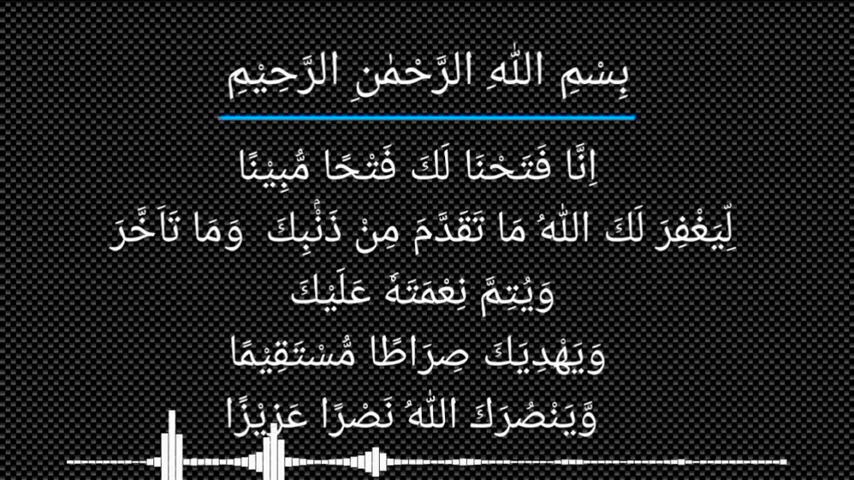 بِسْمِ اللّٰهِ الرَّحْمٰنِ الرَّحِيْمِ
اِنَّا فَتَحْنَا لَكَ فَتْحًا مُّبِيْنًا
لِّيَغْفِرَ لَكَ اللّٰهُ مَا تَقَدَّمَ مِنْ ذَنْۢبِكَ وَمَا تَاَخَّرَ
وَيُتِمَّ نِعْمَتَهٗ عَلَيْكَ
وَيَهْدِيَكَ صِرَاطًا مُّسْتَقِيْمًا
وَّيَنْصُرَكَ اللّٰهُ نَصْرًا عَزِيْزًا